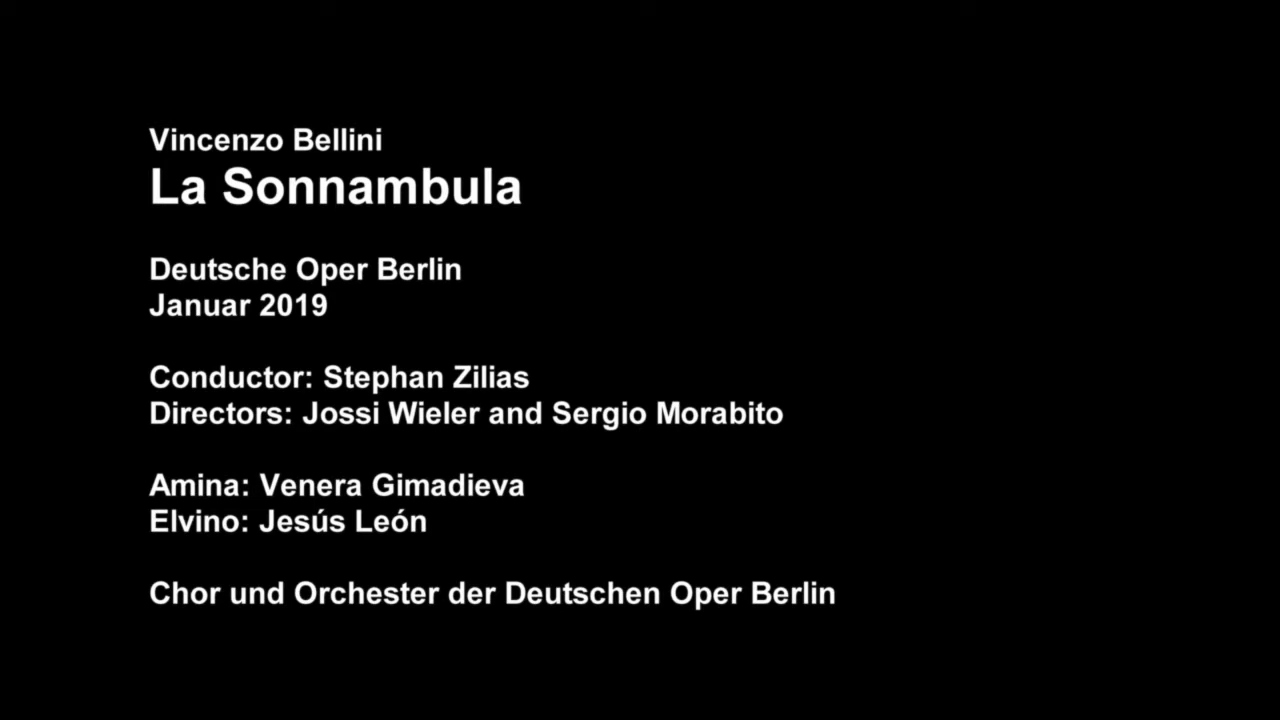 Vincenzo Bellini
La Sonnambula
Deutsche Oper Berlin
Januar 2019
Conductor: Stephan Zilias
Directors: Jossi Wieler and Sergio Morabito
Amina: Venera Gimadieva
Elvino: Jesús León
Chor und Orchester der Deutschen Oper Berlin